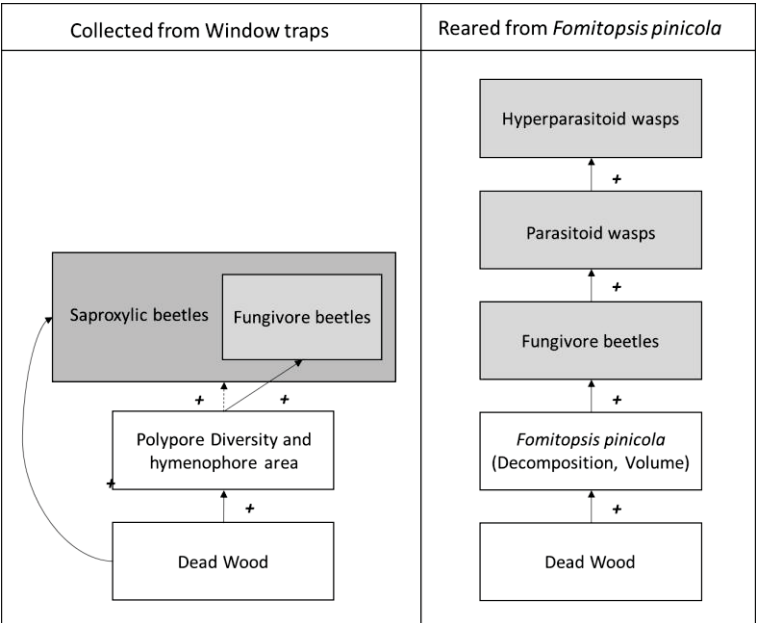 Collected from Window traps
Reared from Fomitopsis pinicola
Hyperparasitoid wasps
+
Parasitoid wasps
+
Saproxylic beetles
Fungivore beetles
Fungivore beetles
+
+
+
Polypore Diversity and
hymenophore area
Fomitopsis pinicola
(Decomposition, Volume)
+
+
+
Dead Wood
Dead Wood